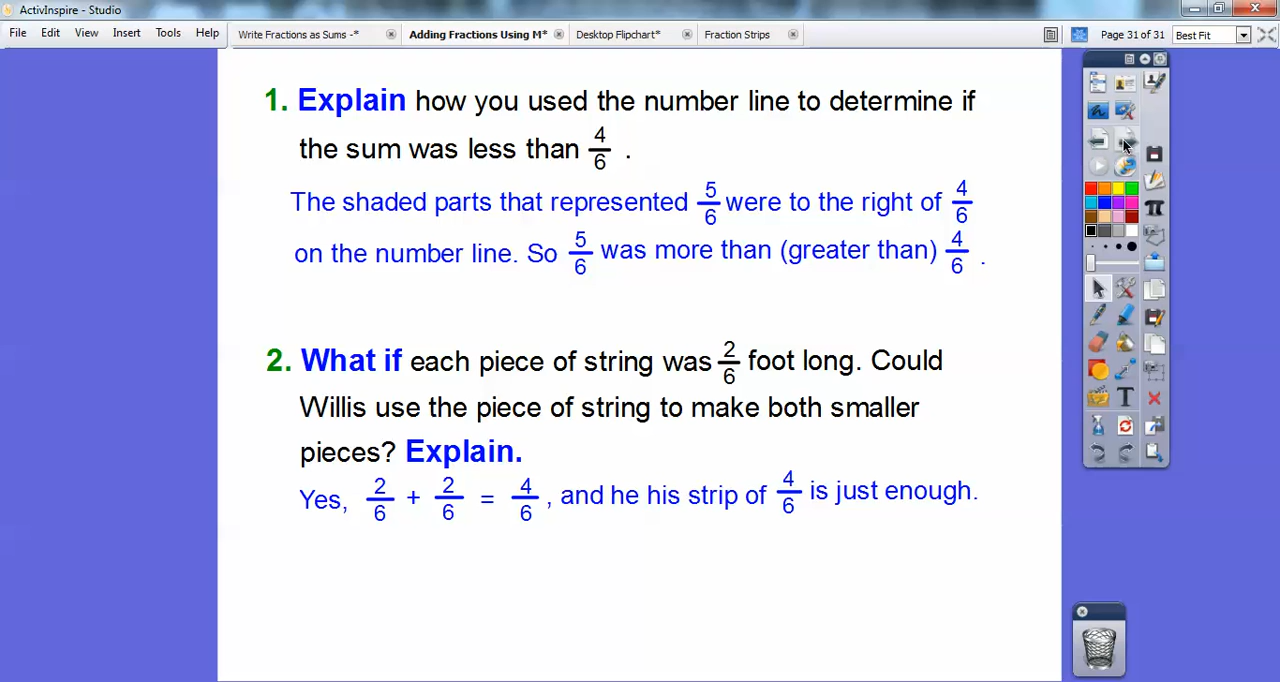 ActivInspire - Studio
File Edit View Insert Tools Help
Write Fractions as Sums -* Adding Fractions Using M* Desktop Flipchart* Fraction Strips
Page 31 of 31 Best Fit
1. Explain how you used the number line to determine if
the sum was less than 4/6 .
The shaded parts that represented 5/6 were to the right of 4/6
on the number line. So 5/6 was more than (greater than) 4/6 .
2. What if each piece of string was 2/6 foot long. Could
Willis use the piece of string to make both smaller
pieces? Explain.
Yes, 2/6 + 2/6 = 4/6 , and he his strip of 4/6 is just enough.